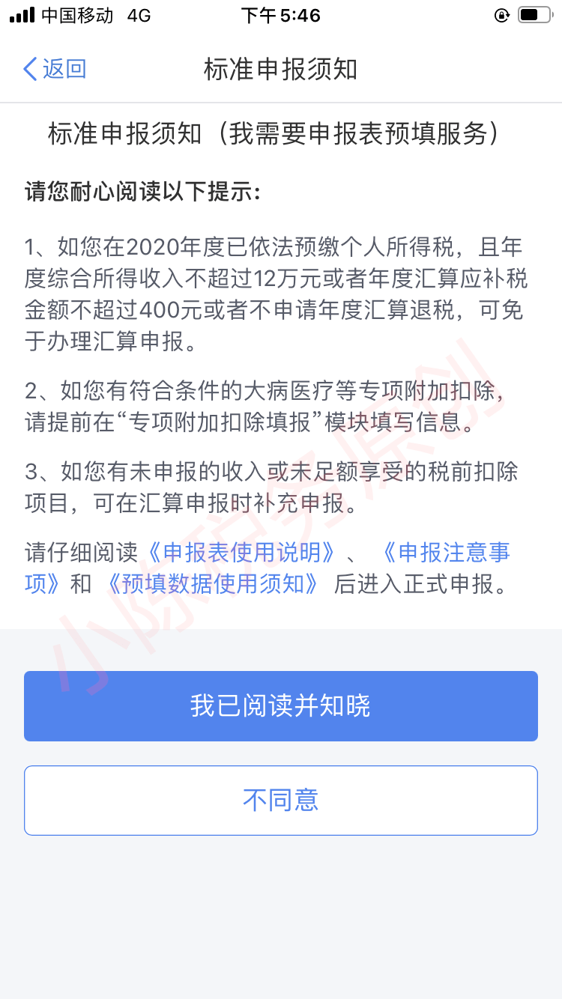 中国移动 4G 下午5:46
返回 标准申报须知
标准申报须知（我需要申报表预填服务）
请您耐心阅读以下提示:
1、如您在2020年度已依法预缴个人所得税，且年
度综合所得收入不超过12万元或者年度汇算应补税
金额不超过400元或者不申请年度汇算退税，可免
于办理汇算申报。
2、如您有符合条件的大病医疗等专项附加扣除，
请提前在“专项附加扣除填报”模块填写信息。
3、如您有未申报的收入或未足额享受的税前扣除
项目，可在汇算申报时补充申报。
请仔细阅读《申报表使用说明》、《申报注意事
项》和《预填数据使用须知》后进入正式申报。
小陈税务原创
我已阅读并知晓
不同意